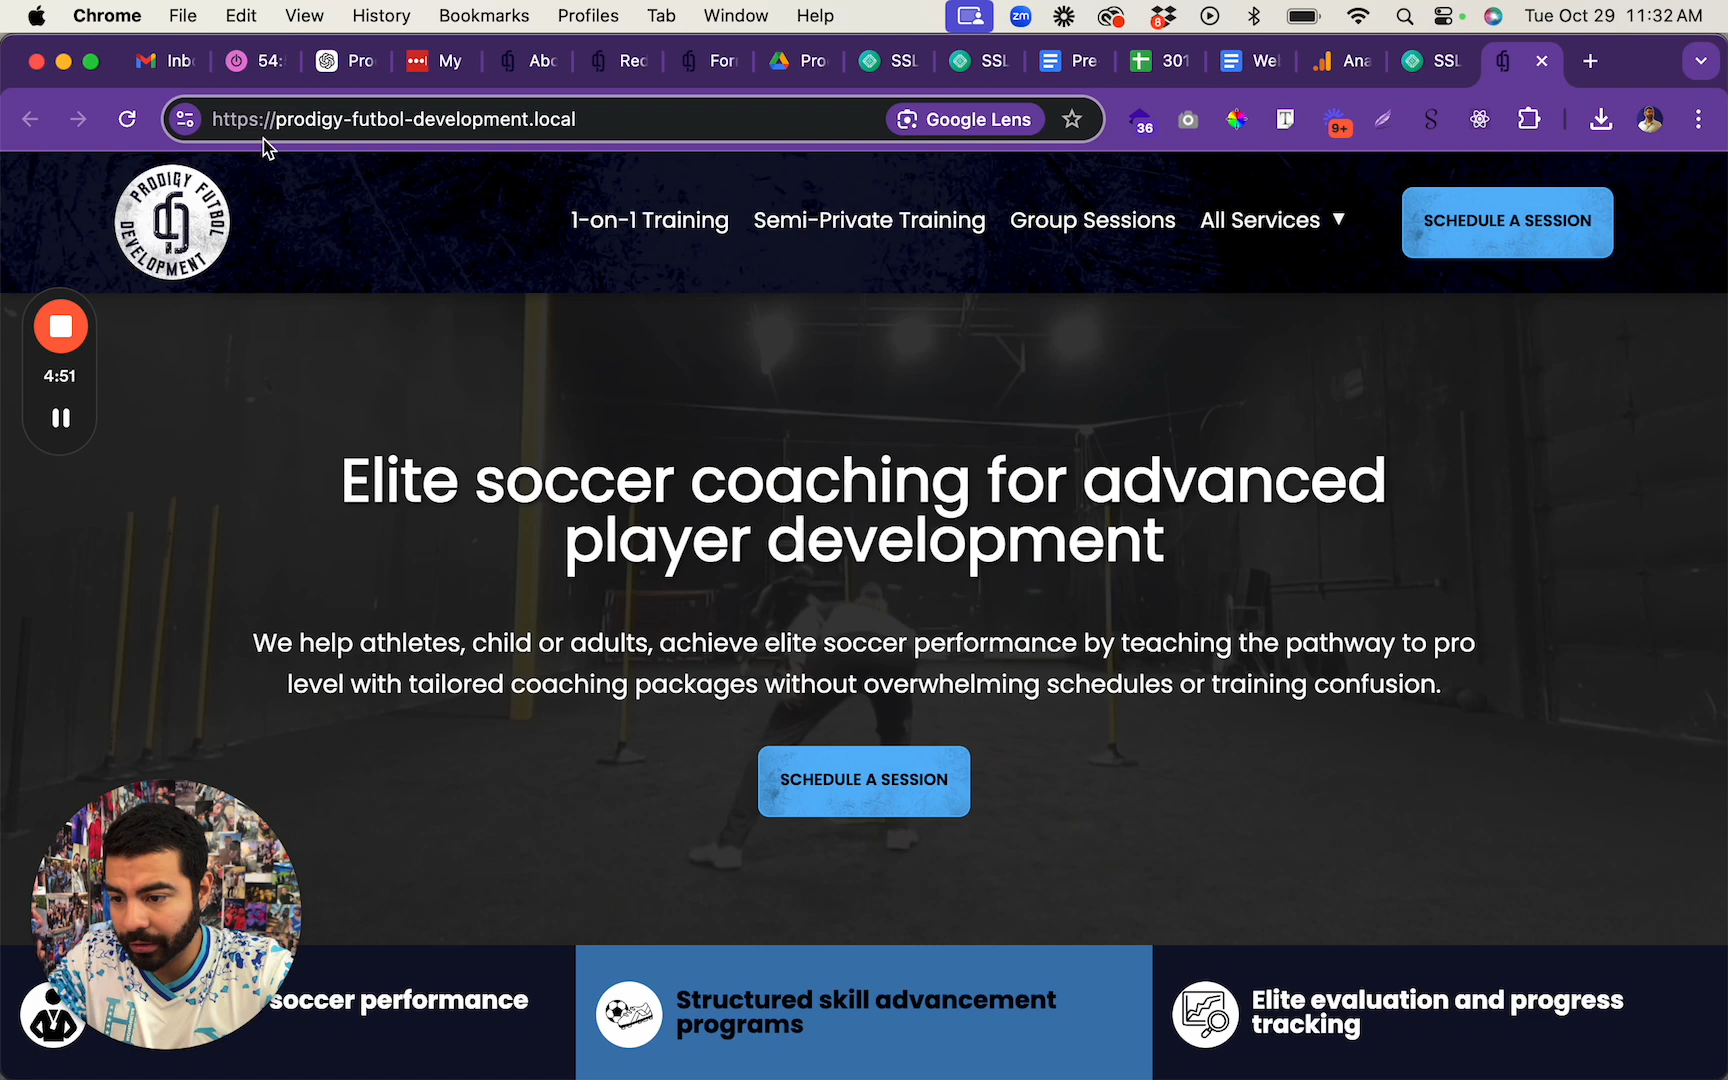 Chrome File Edit View History Bookmarks Profiles Tab Window Help zm 8 Tue Oct 29 11:32 AM
Inb 54: Pro My Abo Rec For Pro SSL SSL Pre 301 Wel Ana SSL
https://prodigy-futbol-development.local Google Lens 36 T 9+ S
PRODIGY FUTBOL DEVELOPMENT
1-on-1 Training Semi-Private Training Group Sessions All Services ▼ SCHEDULE A SESSION
4:51
Elite soccer coaching for advanced
player development
We help athletes, child or adults, achieve elite soccer performance by teaching the pathway to pro
level with tailored coaching packages without overwhelming schedules or training confusion.
SCHEDULE A SESSION
soccer performance
Structured skill advancement
programs
Elite evaluation and progress
tracking